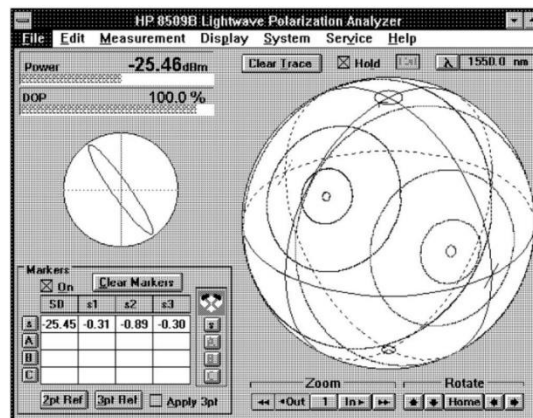 HP 8509B Lightwave Polarization Analyzer
File Edit Measurement Display System Service Help
Power -25.46dBm
DOP 100.0 %
Clear Trace Hold λ 1550.0 nm
Markers
On Clear Markers
S0 s1 s2 s3
s -25.45 -0.31 -0.89 -0.30 s
A A
B B
C C
2pt Ref 3pt Ref Apply 3pt
Zoom Rotate
Out 1 In Home